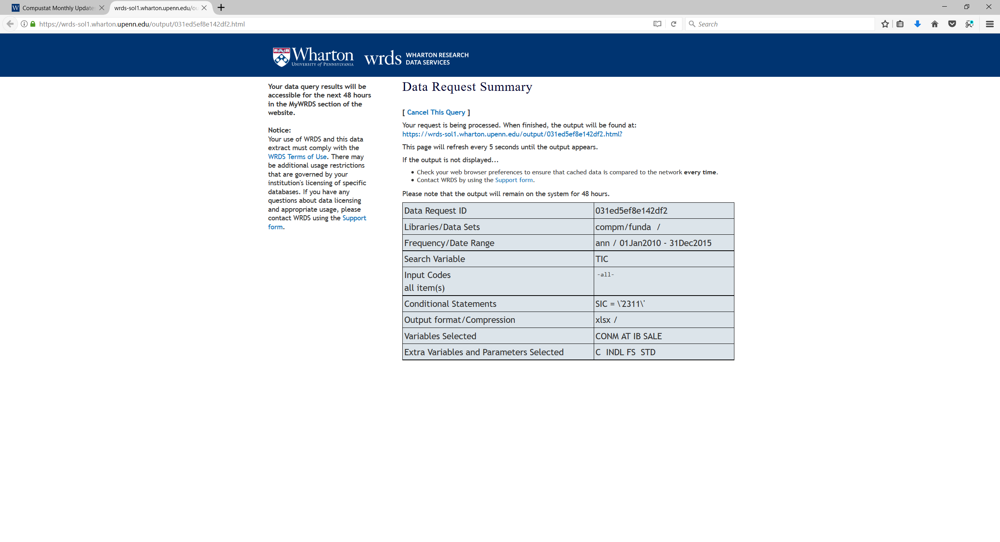 Compustat Monthly Updates
wrds-sol1.wharton.upenn.edu/ou
https://wrds-sol1.wharton.upenn.edu/output/031ed5ef8e142df2.html
Search
Wharton
UNIVERSITY of PENNSYLVANIA
wrds
WHARTON RESEARCH
DATA SERVICES
Your data query results will be
accessible for the next 48 hours
in the MyWRDS section of the
website.
Notice:
Your use of WRDS and this data
extract must comply with the
WRDS Terms of Use. There may
be additional usage restrictions
that are governed by your
institution's licensing of specific
databases. If you have any
questions about data licensing
and appropriate usage, please
contact WRDS using the Support
form.
Data Request Summary
[ Cancel This Query ]
Your request is being processed. When finished, the output will be found at:
https://wrds-sol1.wharton.upenn.edu/output/031ed5ef8e142df2.html?
This page will refresh every 5 seconds until the output appears.
If the output is not displayed...
• Check your web browser preferences to ensure that cached data is compared to the network every time.
• Contact WRDS by using the Support form.
Please note that the output will remain on the system for 48 hours.
Data Request ID 031ed5ef8e142df2
Libraries/Data Sets compm/funda /
Frequency/Date Range ann / 01Jan2010 - 31Dec2015
Search Variable TIC
Input Codes -all-
all item(s)
Conditional Statements SIC = \'2311\'
Output format/Compression xlsx /
Variables Selected CONM AT IB SALE
Extra Variables and Parameters Selected C INDL FS STD